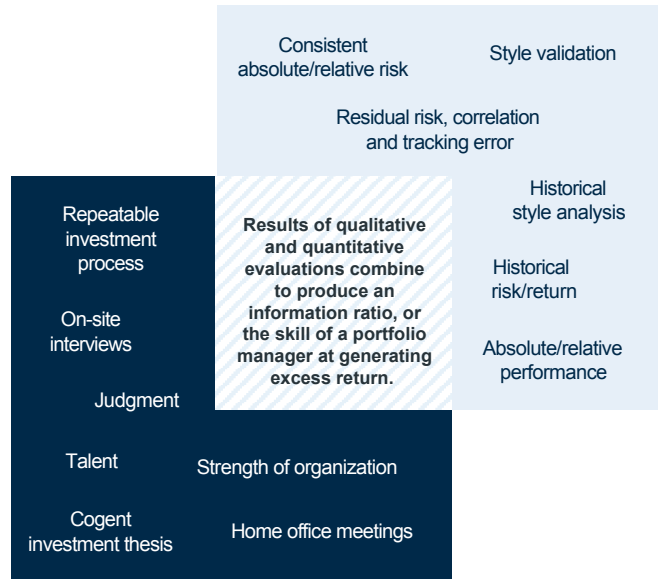 Consistent
absolute/relative risk
Style validation
Residual risk, correlation
and tracking error
Historical
style analysis
Historical
risk/return
Absolute/relative
performance
Results of qualitative
and quantitative
evaluations combine
to produce an
information ratio, or
the skill of a portfolio
manager at generating
excess return.
Repeatable
investment
process
On-site
interviews
Judgment
Talent
Strength of organization
Cogent
investment thesis
Home office meetings